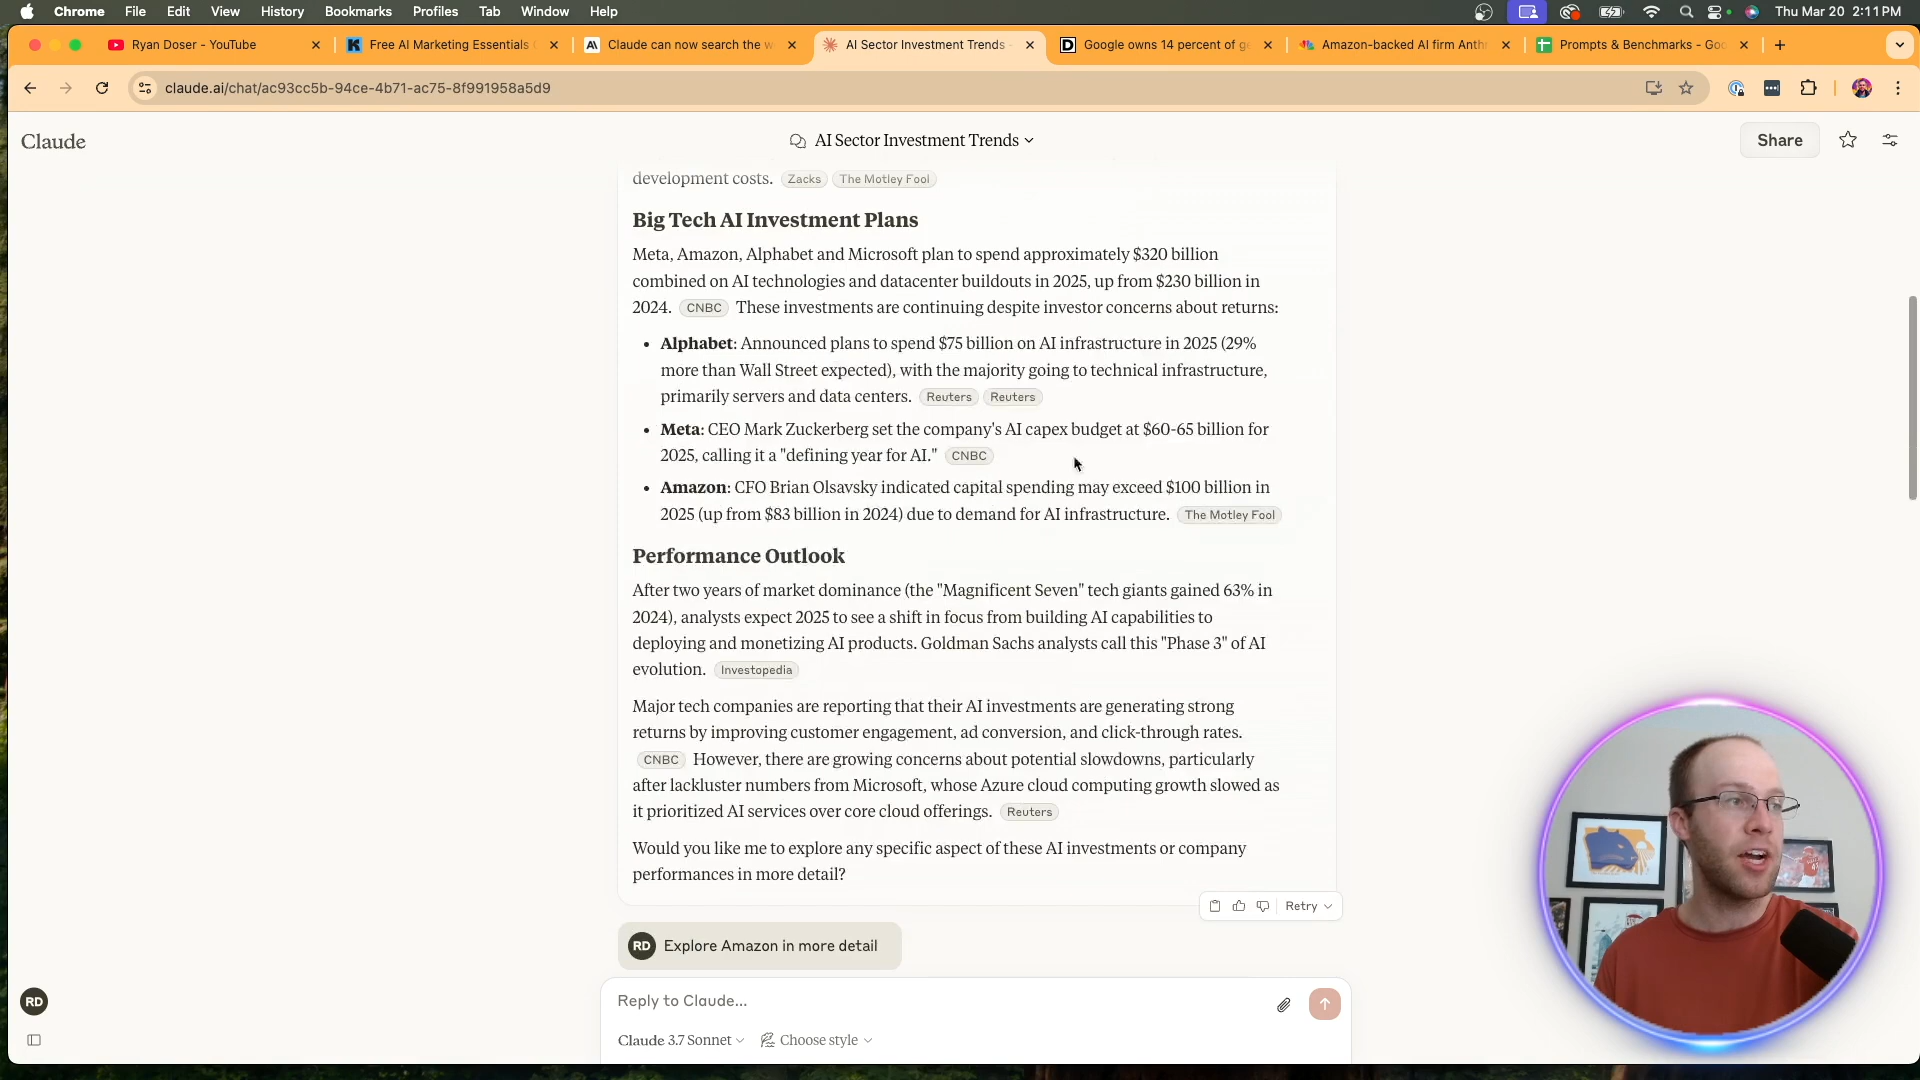 Chrome File Edit View History Bookmarks Profiles Tab Window Help Thu Mar 20 2:11 PM
Ryan Doser - YouTube Free AI Marketing Essentials Claude can now search the w AI Sector Investment Trends - Google owns 14 percent of g Amazon-backed AI firm Anth Prompts & Benchmarks - Goo
claude.ai/chat/ac93cc5b-94ce-4b71-ac75-8f991958a5d9
Claude AI Sector Investment Trends Share
development costs. Zacks The Motley Fool
Big Tech AI Investment Plans
Meta, Amazon, Alphabet and Microsoft plan to spend approximately $320 billion
combined on AI technologies and datacenter buildouts in 2025, up from $230 billion in
2024. CNBC These investments are continuing despite investor concerns about returns:
• Alphabet: Announced plans to spend $75 billion on AI infrastructure in 2025 (29%
more than Wall Street expected), with the majority going to technical infrastructure,
primarily servers and data centers. Reuters Reuters
• Meta: CEO Mark Zuckerberg set the company's AI capex budget at $60-65 billion for
2025, calling it a "defining year for AI." CNBC
• Amazon: CFO Brian Olsavsky indicated capital spending may exceed $100 billion in
2025 (up from $83 billion in 2024) due to demand for AI infrastructure. The Motley Fool
Performance Outlook
After two years of market dominance (the "Magnificent Seven" tech giants gained 63% in
2024), analysts expect 2025 to see a shift in focus from building AI capabilities to
deploying and monetizing AI products. Goldman Sachs analysts call this "Phase 3" of AI
evolution. Investopedia
Major tech companies are reporting that their AI investments are generating strong
returns by improving customer engagement, ad conversion, and click-through rates.
CNBC However, there are growing concerns about potential slowdowns, particularly
after lackluster numbers from Microsoft, whose Azure cloud computing growth slowed as
it prioritized AI services over core cloud offerings. Reuters
Would you like me to explore any specific aspect of these AI investments or company
performances in more detail?
Retry
RD Explore Amazon in more detail
Reply to Claude...
RD
Claude 3.7 Sonnet Choose style